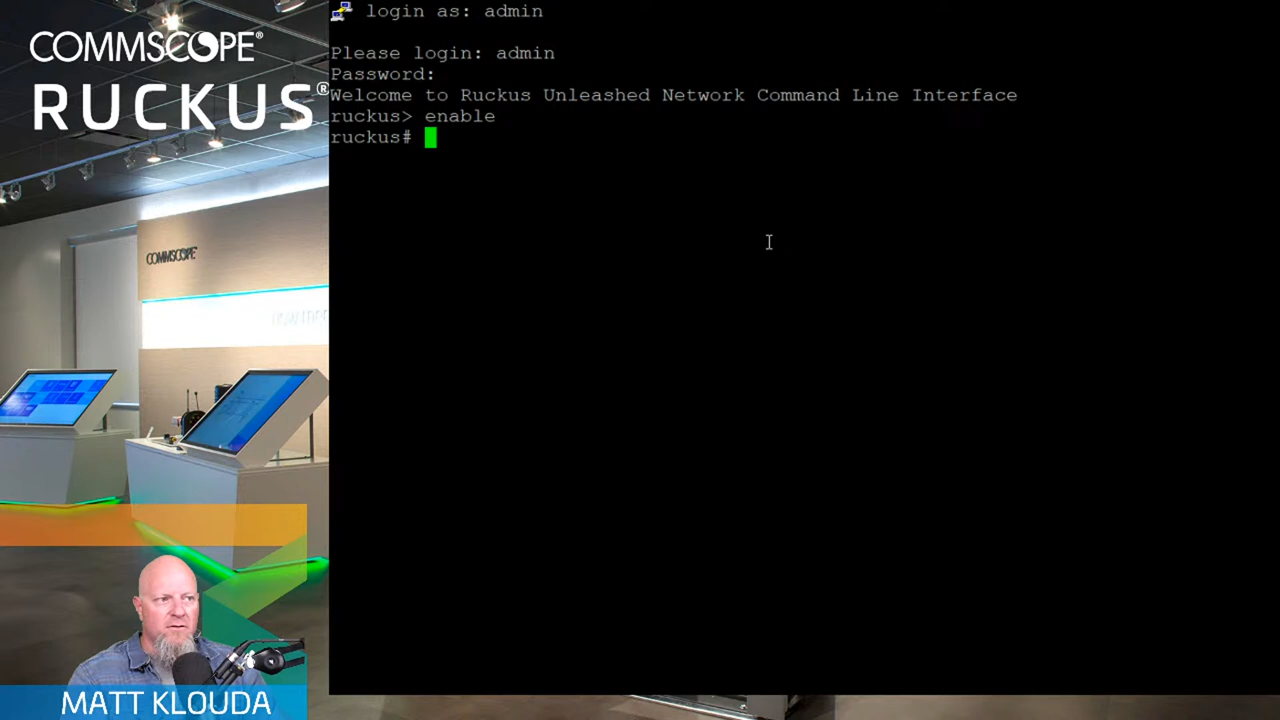 COMMSCOPE®
RUCKUS®
login as: admin
Please login: admin
Password:
Welcome to Ruckus Unleashed Network Command Line Interface
ruckus> enable
ruckus#
COMMSCOPE®
MATT KLOUDA